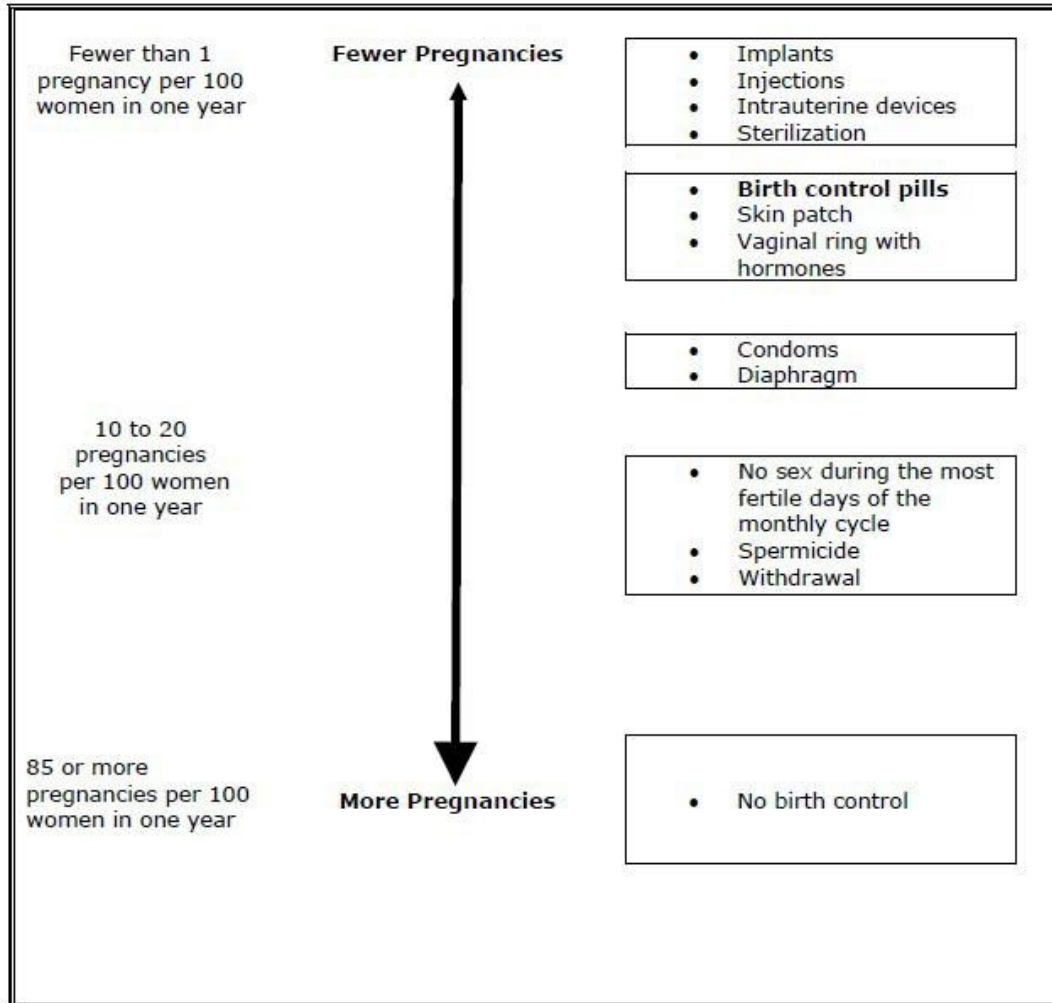 Fewer than 1
pregnancy per 100
women in one year
Fewer Pregnancies
• Implants
• Injections
• Intrauterine devices
• Sterilization
• Birth control pills
• Skin patch
• Vaginal ring with
hormones
• Condoms
• Diaphragm
10 to 20
pregnancies
per 100 women
in one year
• No sex during the most
fertile days of the
monthly cycle
• Spermicide
• Withdrawal
85 or more
pregnancies per 100
women in one year
More Pregnancies
• No birth control